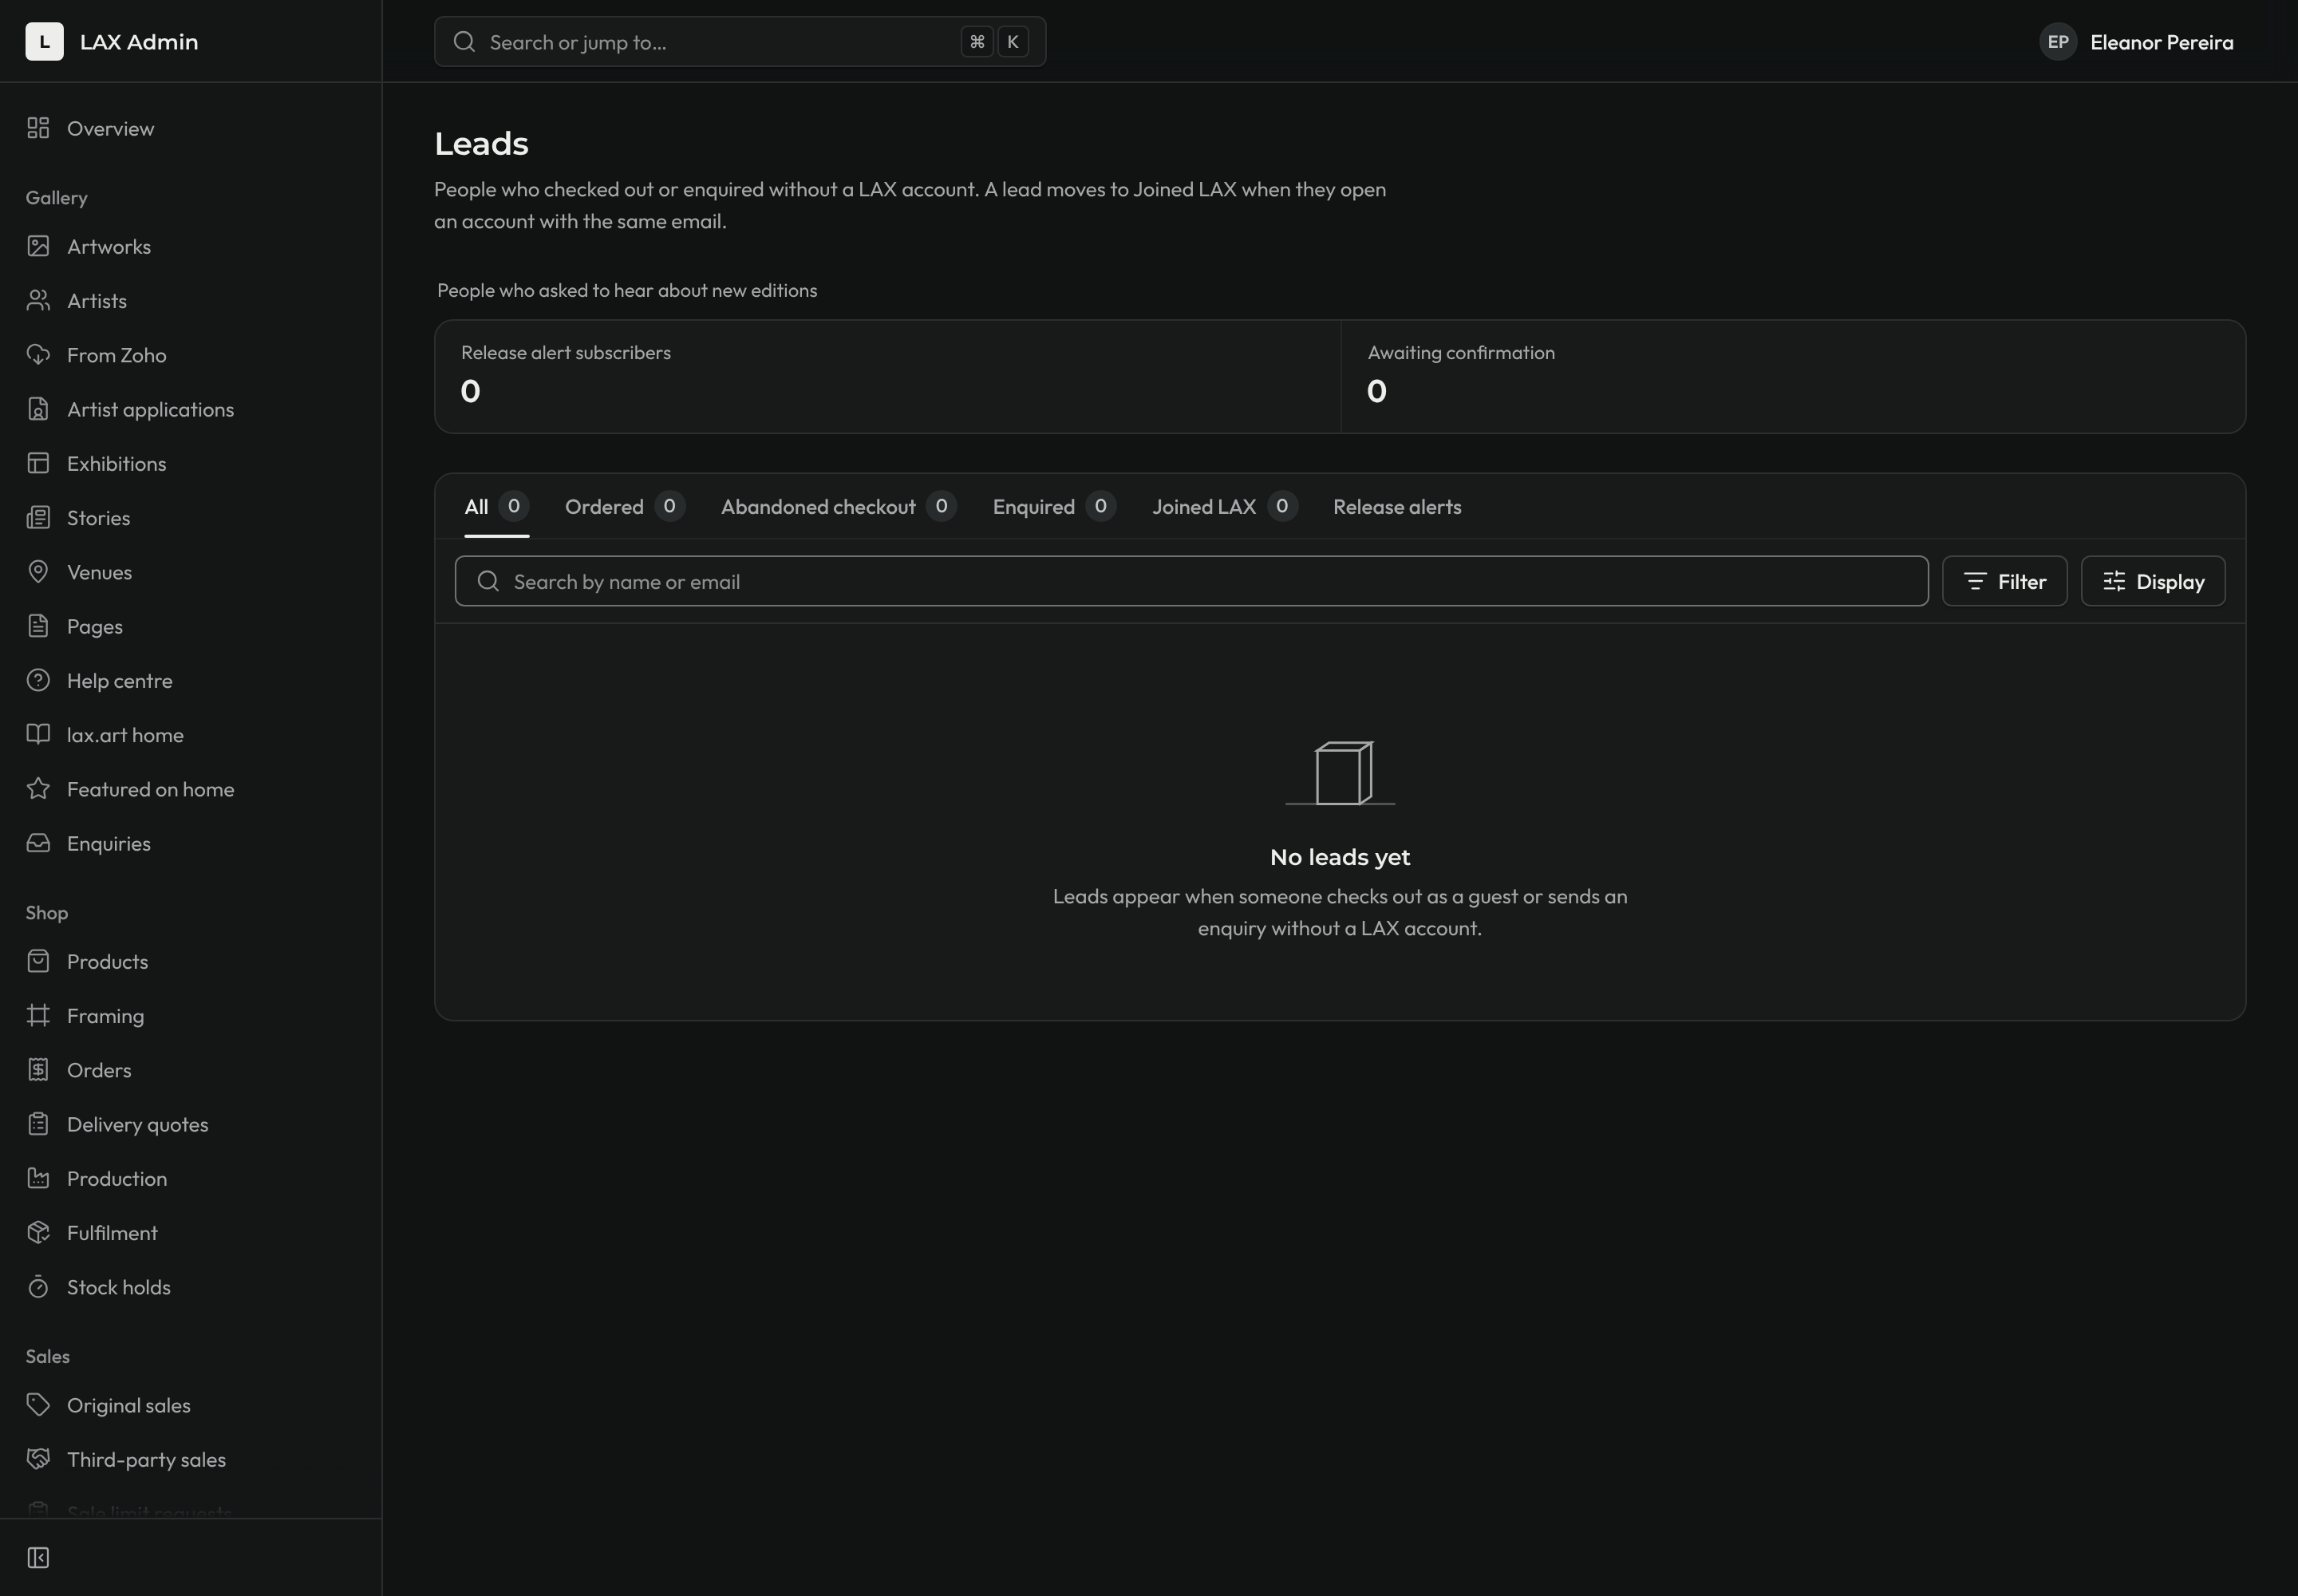 L
LAX Admin
Search or jump to...
⌘ K
EP
Eleanor Pereira
Overview
Gallery
Artworks
Artists
From Zoho
Artist applications
Exhibitions
Stories
Venues
Pages
Help centre
lax.art home
Featured on home
Enquiries
Shop
Products
Framing
Orders
Delivery quotes
Production
Fulfilment
Stock holds
Sales
Original sales
Third-party sales
Sale limit requests
Leads
People who checked out or enquired without a LAX account. A lead moves to Joined LAX when they open
an account with the same email.
People who asked to hear about new editions
Release alert subscribers
0
Awaiting confirmation
0
All 0 Ordered 0 Abandoned checkout 0 Enquired 0 Joined LAX 0 Release alerts
Search by name or email
Filter
Display
No leads yet
Leads appear when someone checks out as a guest or sends an
enquiry without a LAX account.